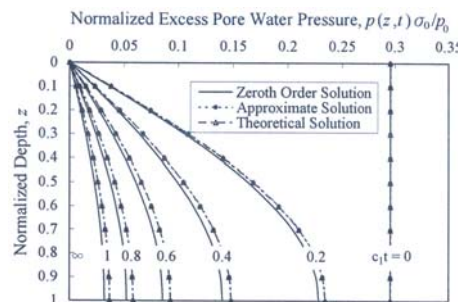 Normalized Excess Pore Water Pressure, p(z,t)σ₀/p₀
0 0.05 0.1 0.15 0.2 0.25 0.3 0.35
0
0.1
0.2
0.3
0.4
0.5
0.6
0.7
0.8
0.9
1
Normalized Depth, z
Zeroth Order Solution
Approximate Solution
Theoretical Solution
∞ 1 0.8 0.6 0.4 0.2 c₁t = 0